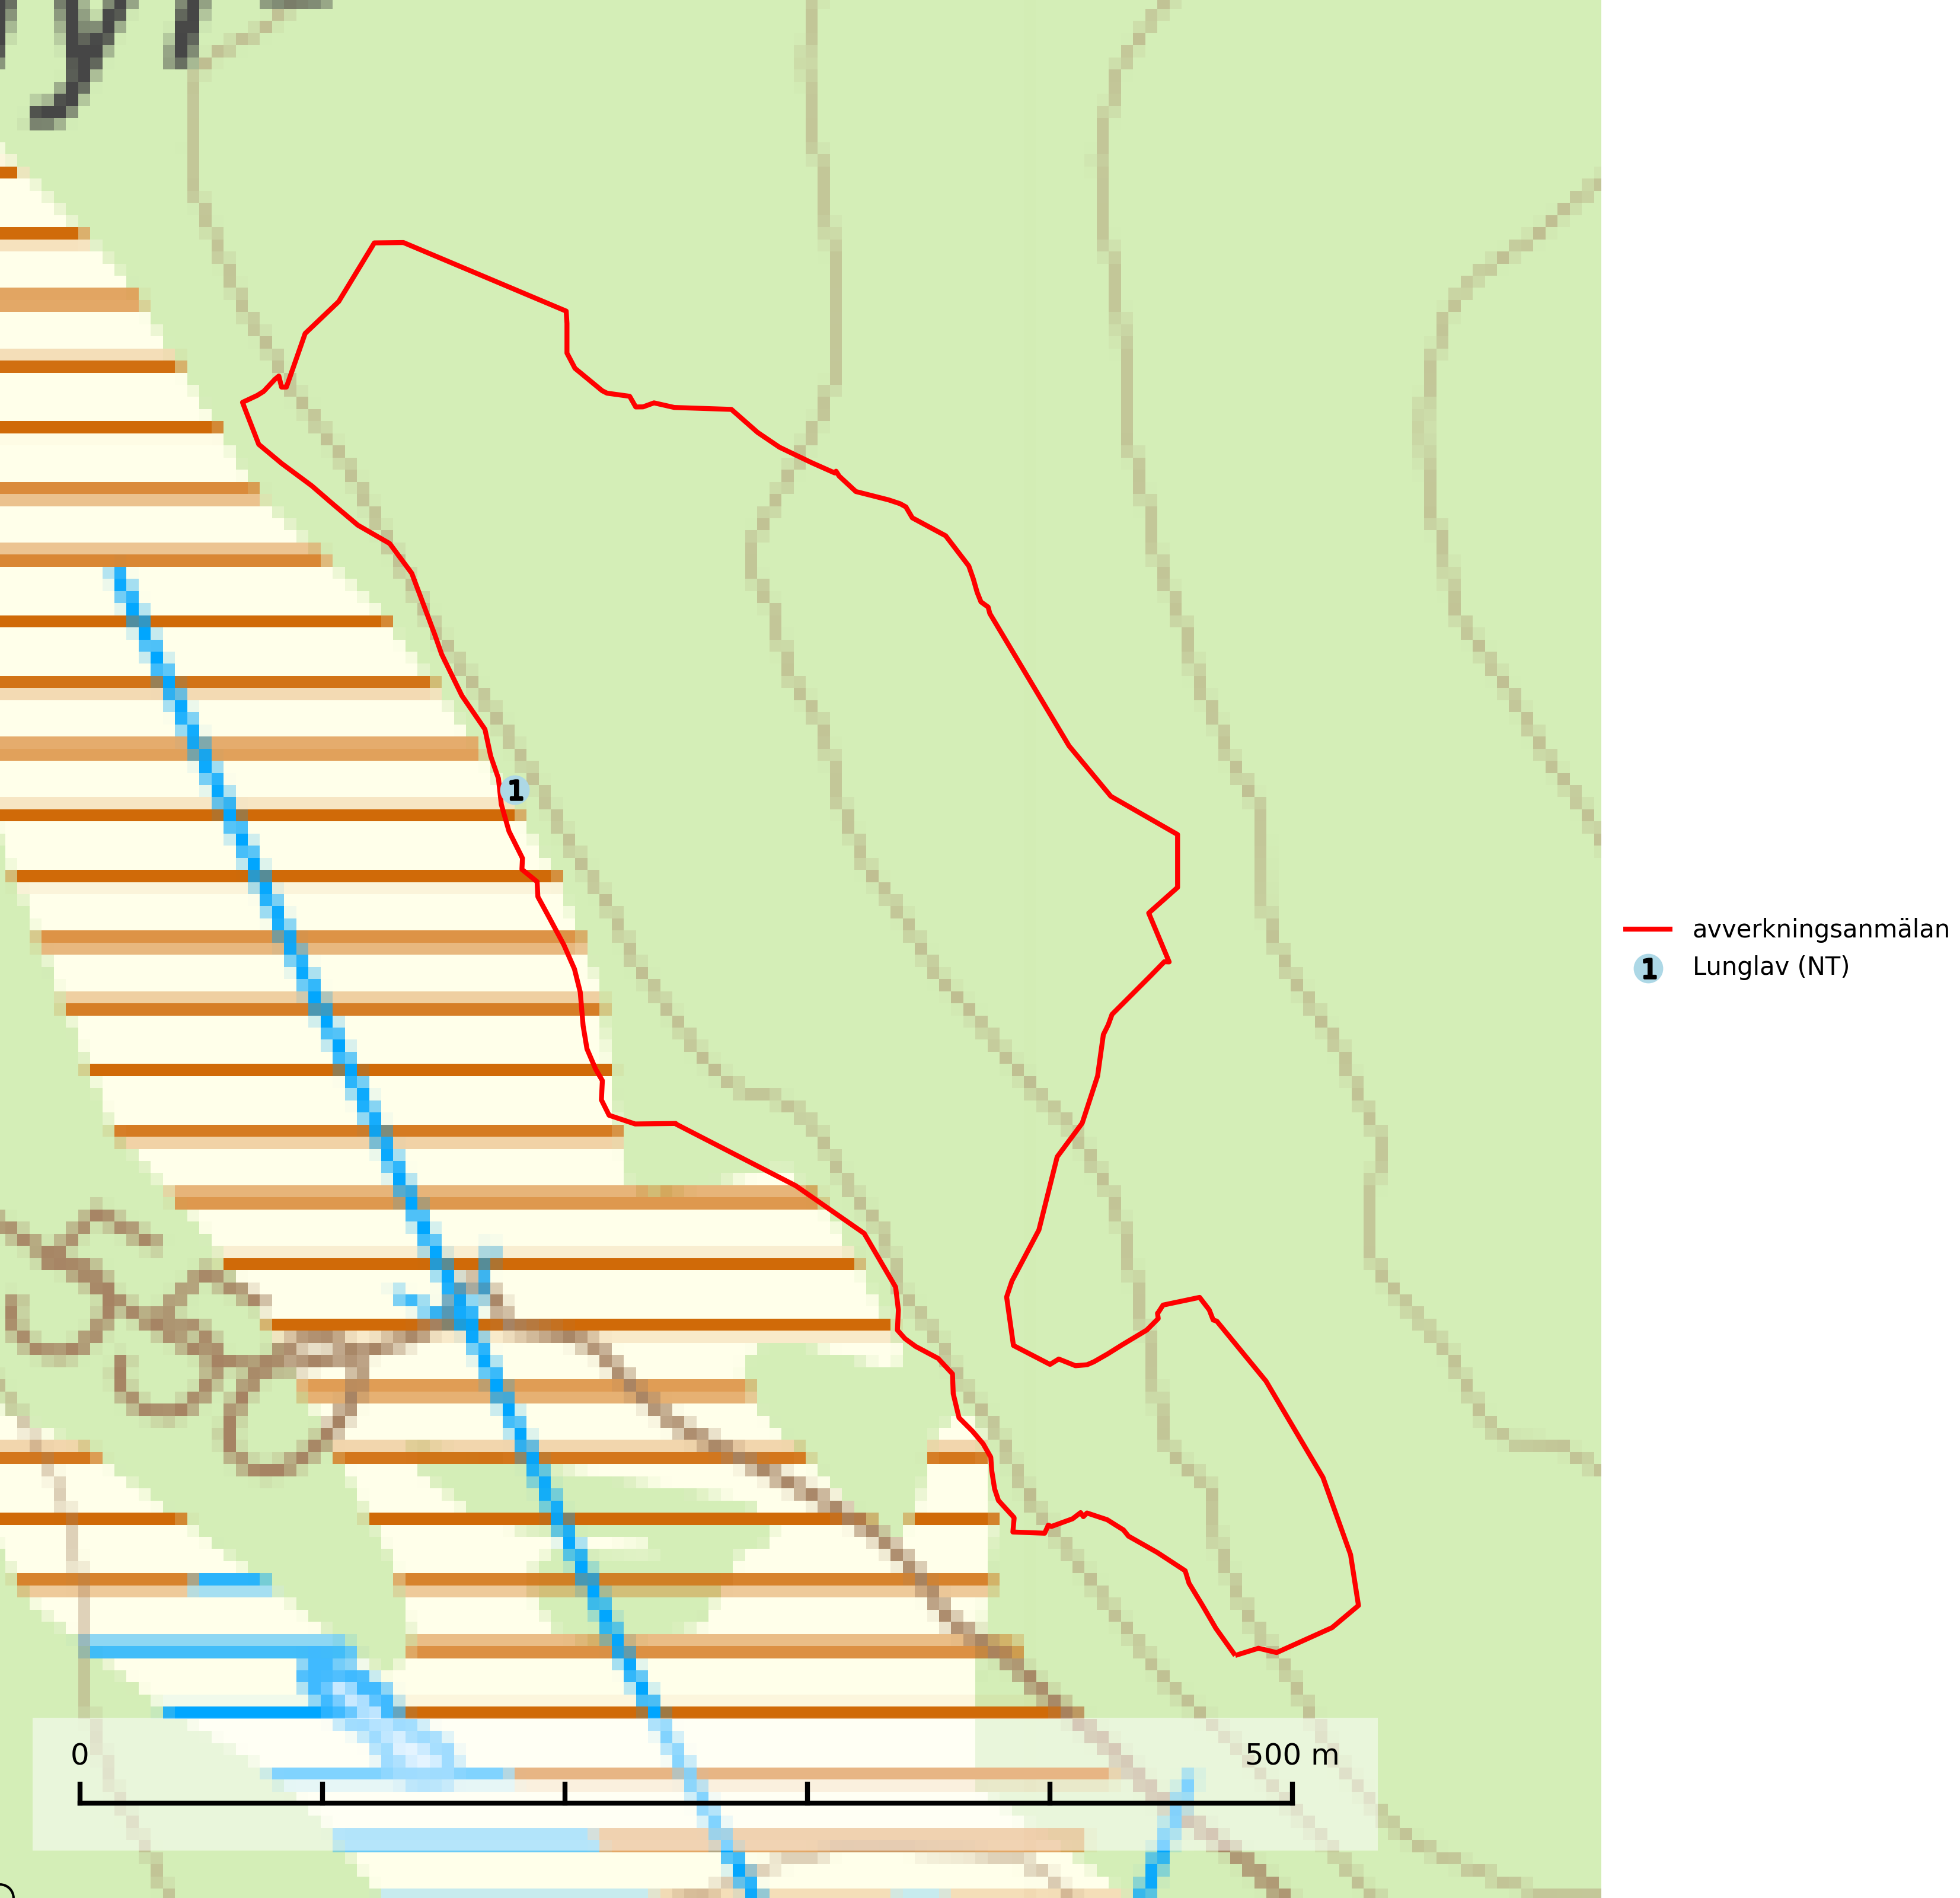 1
avverkningsanmälan
1 Lunglav (NT)
0 500 m